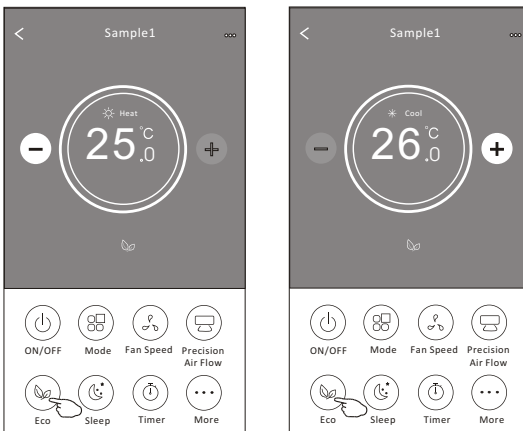 Sample1
Heat
25.0°C
ON/OFF Mode Fan Speed Precision Air Flow
Eco Sleep Timer More
Sample1
Cool
26.0°C
ON/OFF Mode Fan Speed Precision Air Flow
Eco Sleep Timer More